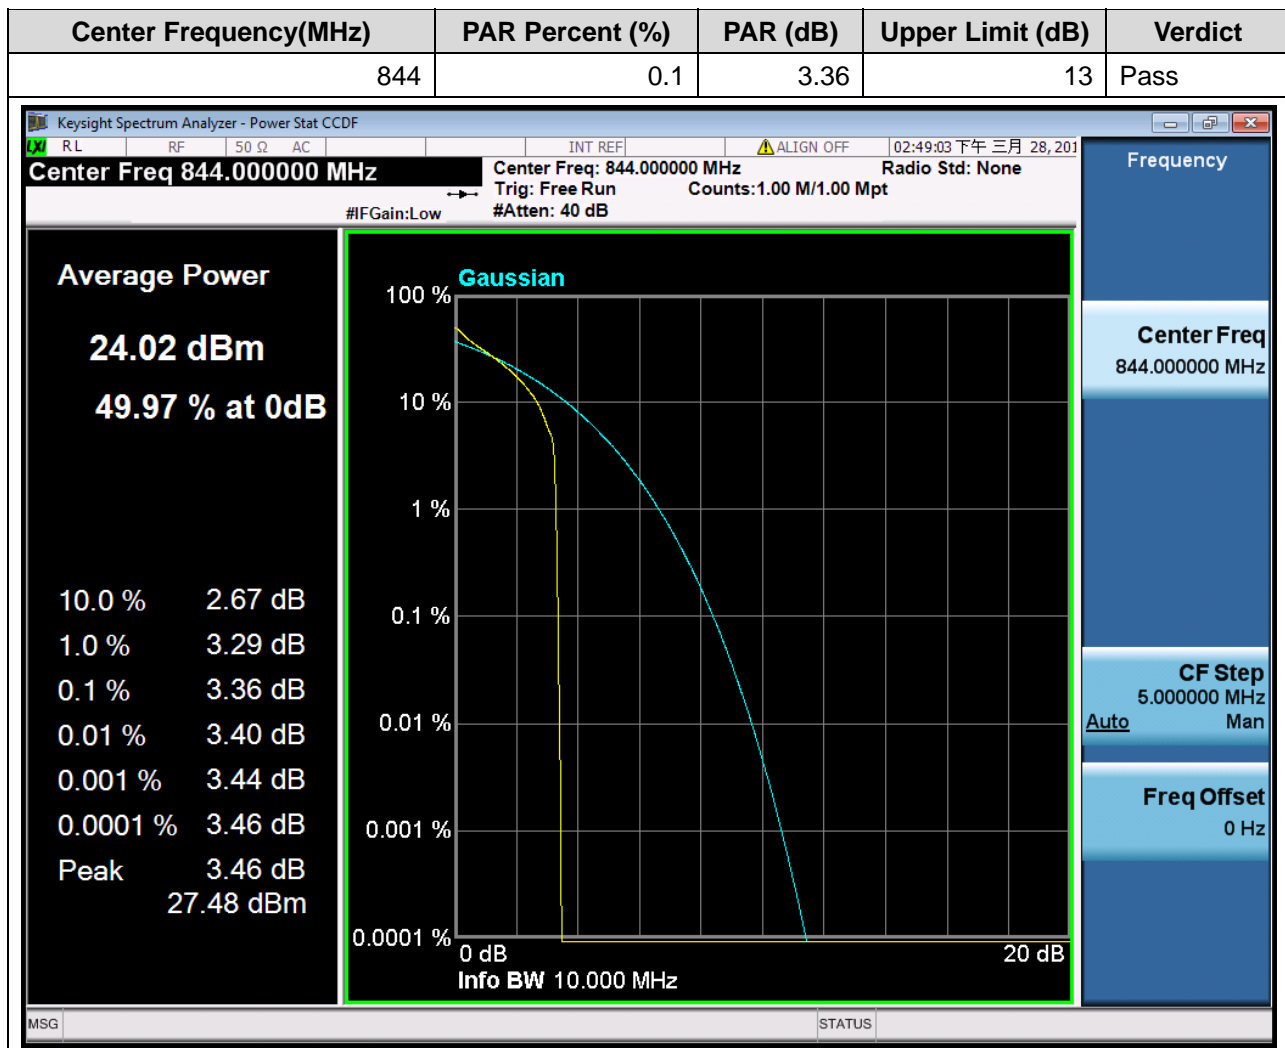 Center Frequency(MHz) PAR Percent (%) PAR (dB) Upper Limit (dB) Verdict
844 0.1 3.36 13 Pass
Keysight Spectrum Analyzer - Power Stat CCDF
LXI RL RF 50 Ω AC INT REF ALIGN OFF 02:49:03 下午 三月 28, 201
Center Freq 844.000000 MHz
Center Freq: 844.000000 MHz Radio Std: None
Trig: Free Run Counts:1.00 M/1.00 Mpt
#IFGain:Low #Atten: 40 dB
Frequency
Average Power
24.02 dBm
49.97 % at 0dB
10.0 % 2.67 dB
1.0 % 3.29 dB
0.1 % 3.36 dB
0.01 % 3.40 dB
0.001 % 3.44 dB
0.0001 % 3.46 dB
Peak 3.46 dB
27.48 dBm
Gaussian
100 %
10 %
1 %
0.1 %
0.01 %
0.001 %
0.0001 %
0 dB 20 dB
Info BW 10.000 MHz
Center Freq
844.000000 MHz
CF Step
5.000000 MHz
Auto Man
Freq Offset
0 Hz
MSG STATUS